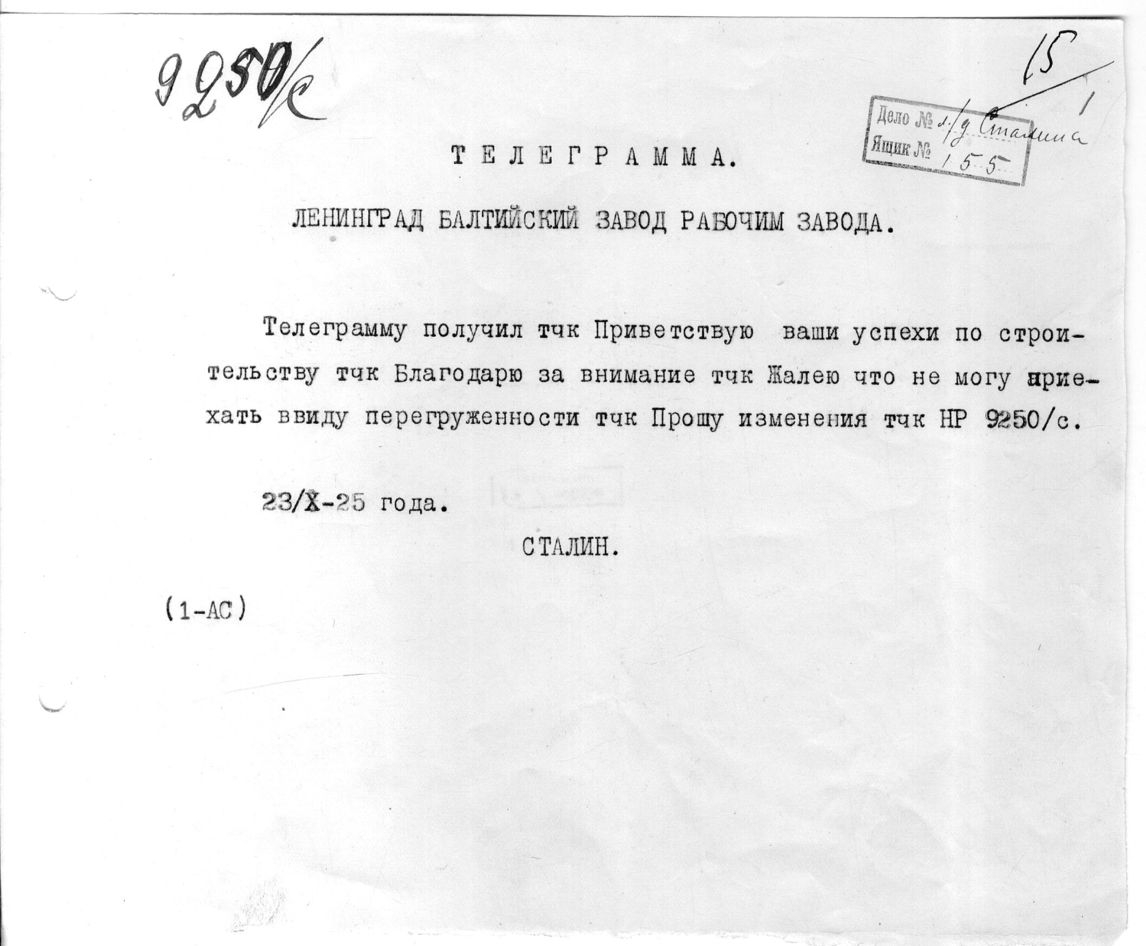 9250/с
15
1
Дело № л/д Сталина
Ящик № 155
ТЕЛЕГРАММА.
ЛЕНИНГРАД БАЛТИЙСКИЙ ЗАВОД РАБОЧИМ ЗАВОДА.
Телеграмму получил тчк Приветствую ваши успехи по строи-
тельству тчк Благодарю за внимание тчк Жалею что не могу прие-
хать ввиду перегруженности тчк Прошу изменения тчк НР 9250/с.
23/X-25 года.
СТАЛИН.
(1-АС)